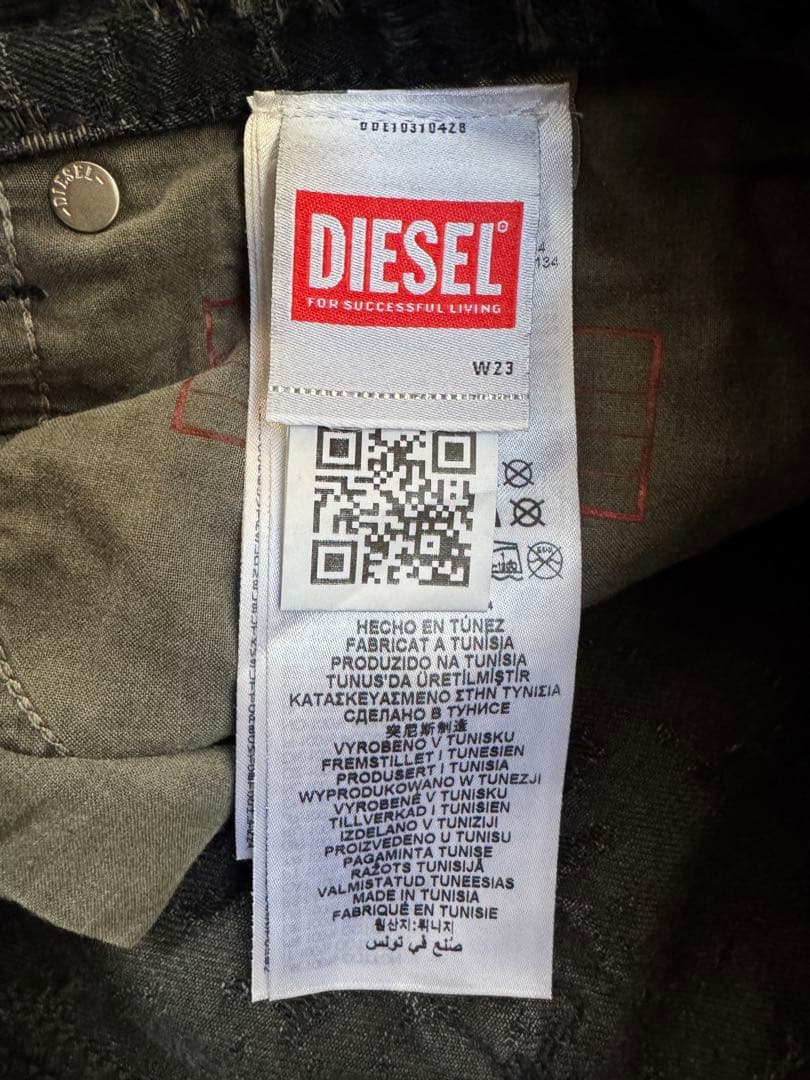 DIESEL
DIESEL
FOR SUCCESSFUL LIVING
134
W23
HECHO EN TÚNEZ
FABRICAT A TUNÍSIA
PRODUZIDO NA TUNÍSIA
TUNUS'DA ÜRETİLMİŞTİR
ΚΑΤΑΣΚΕΥΑΣΜΕΝΟ ΣΤΗΝ ΤΥΝΙΣΙΑ
СДЕЛАНО В ТУНИСЕ
突尼斯制造
VYROBENO V TUNISKU
FREMSTILLET I TUNESIEN
PRODUSERT I TUNISIA
WYPRODUKOWANO W TUNEZJI
VYROBENÉ V TUNISKU
TILLVERKAD I TUNISIEN
IZDELANO V TUNIZIJI
PROIZVEDENO U TUNISU
PAGAMINTA TUNISE
RAŽOTS TUNISIJĀ
VALMISTATUD TUNEESIAS
MADE IN TUNISIA
FABRIQUÉ EN TUNISIE
원산지:튀니지
صنع في تونس